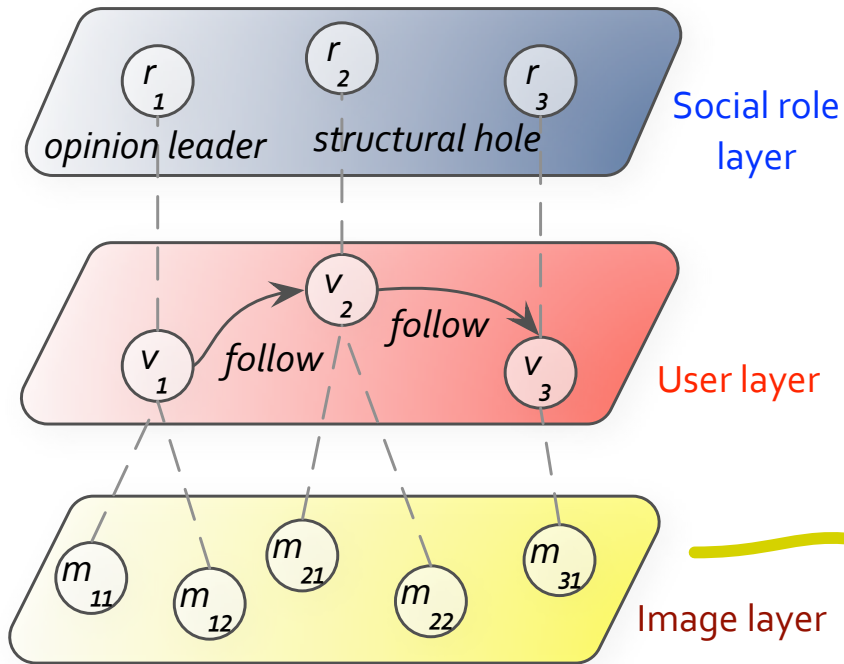 r1
r2
r3
opinion leader
structural hole
Social role
layer
v1
v2
v3
follow
follow
User layer
m11
m12
m21
m22
m31
Image layer